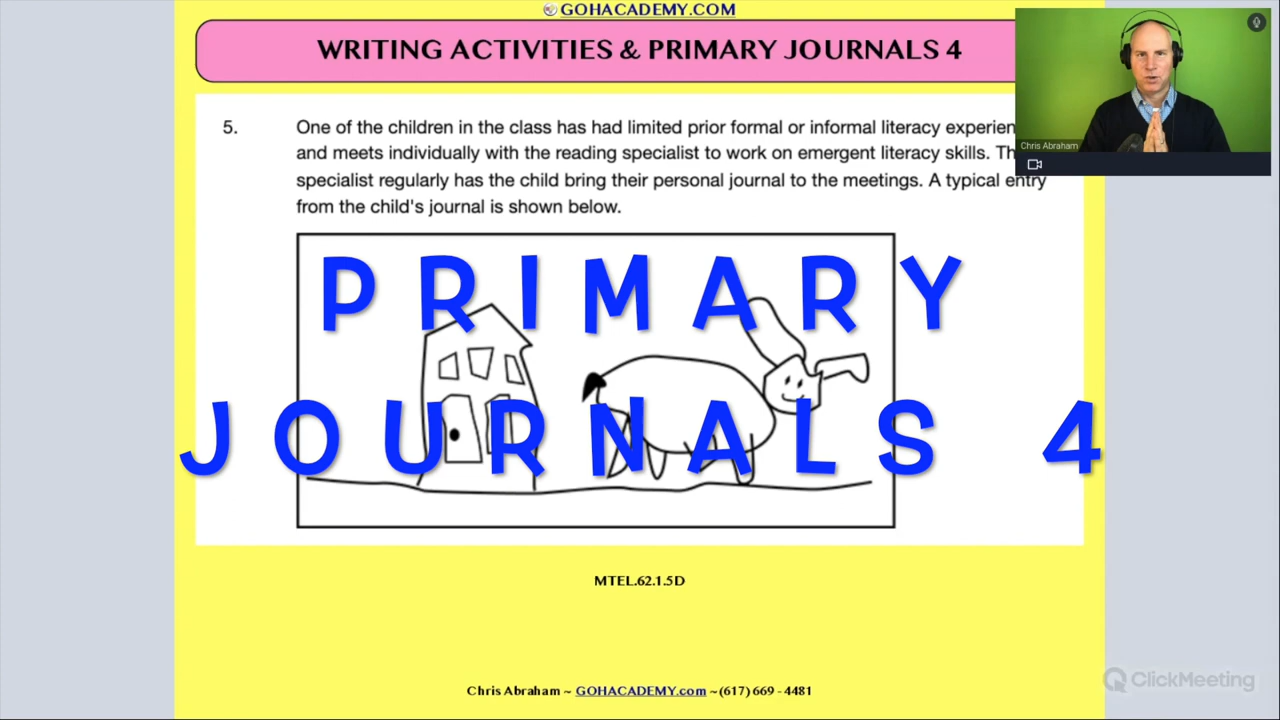 GOHACADEMY.COM
WRITING ACTIVITIES & PRIMARY JOURNALS 4
Chris Abraham
5. One of the children in the class has had limited prior formal or informal literacy
and meets individually with the reading specialist to work on emergent literacy skills.
specialist regularly has the child bring their personal journal to the meetings. A typical entry
from the child's journal is shown below.
PRIMARY
JOURNALS 4
MTEL.62.1.5D
Chris Abraham ~ GOHACADEMY.com ~(617) 669 - 4481
ClickMeeting